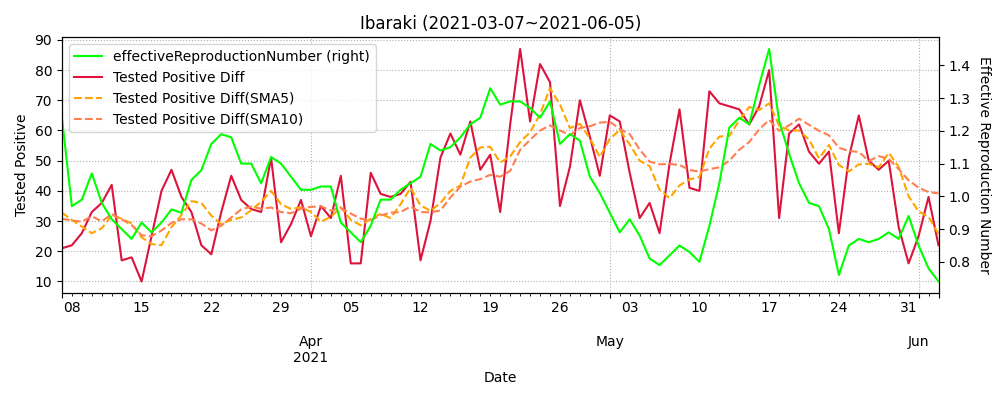 Ibaraki (2021-03-07~2021-06-05)
effectiveReproductionNumber (right)
Tested Positive Diff
Tested Positive Diff(SMA5)
Tested Positive Diff(SMA10)
Tested Positive
90
80
70
60
50
40
30
20
10
1.4
1.3
1.2
1.1
1.0
0.9
0.8
Effective Reproduction Number
08 15 22 29 05 12 19 26 03 10 17 24 31
Apr May Jun
2021
Date